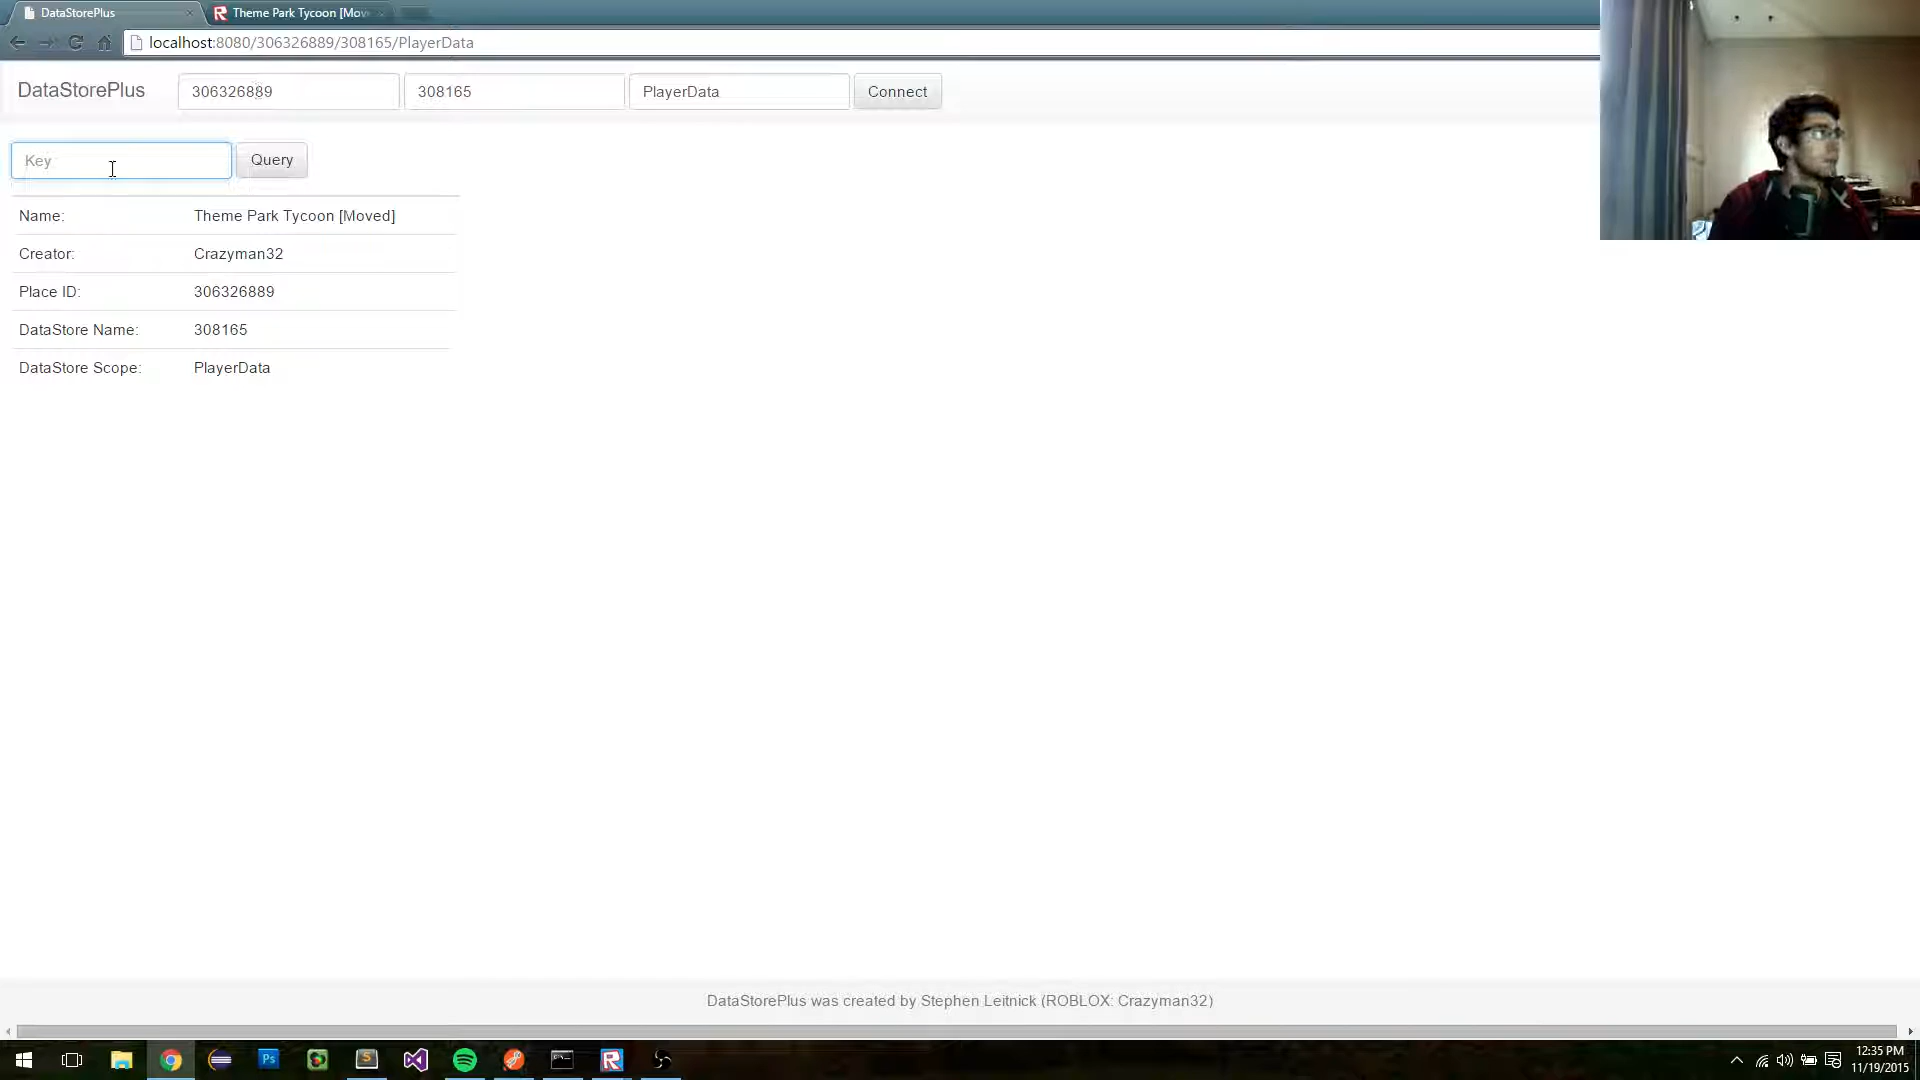 DataStorePlus
Theme Park Tycoon [Mov
localhost:8080/306326889/308165/PlayerData
DataStorePlus
306326889
308165
PlayerData
Connect
Key
Query
Name: Theme Park Tycoon [Moved]
Creator: Crazyman32
Place ID: 306326889
DataStore Name: 308165
DataStore Scope: PlayerData
DataStorePlus was created by Stephen Leitnick (ROBLOX: Crazyman32)
Ps
S
12:35 PM
11/19/2015